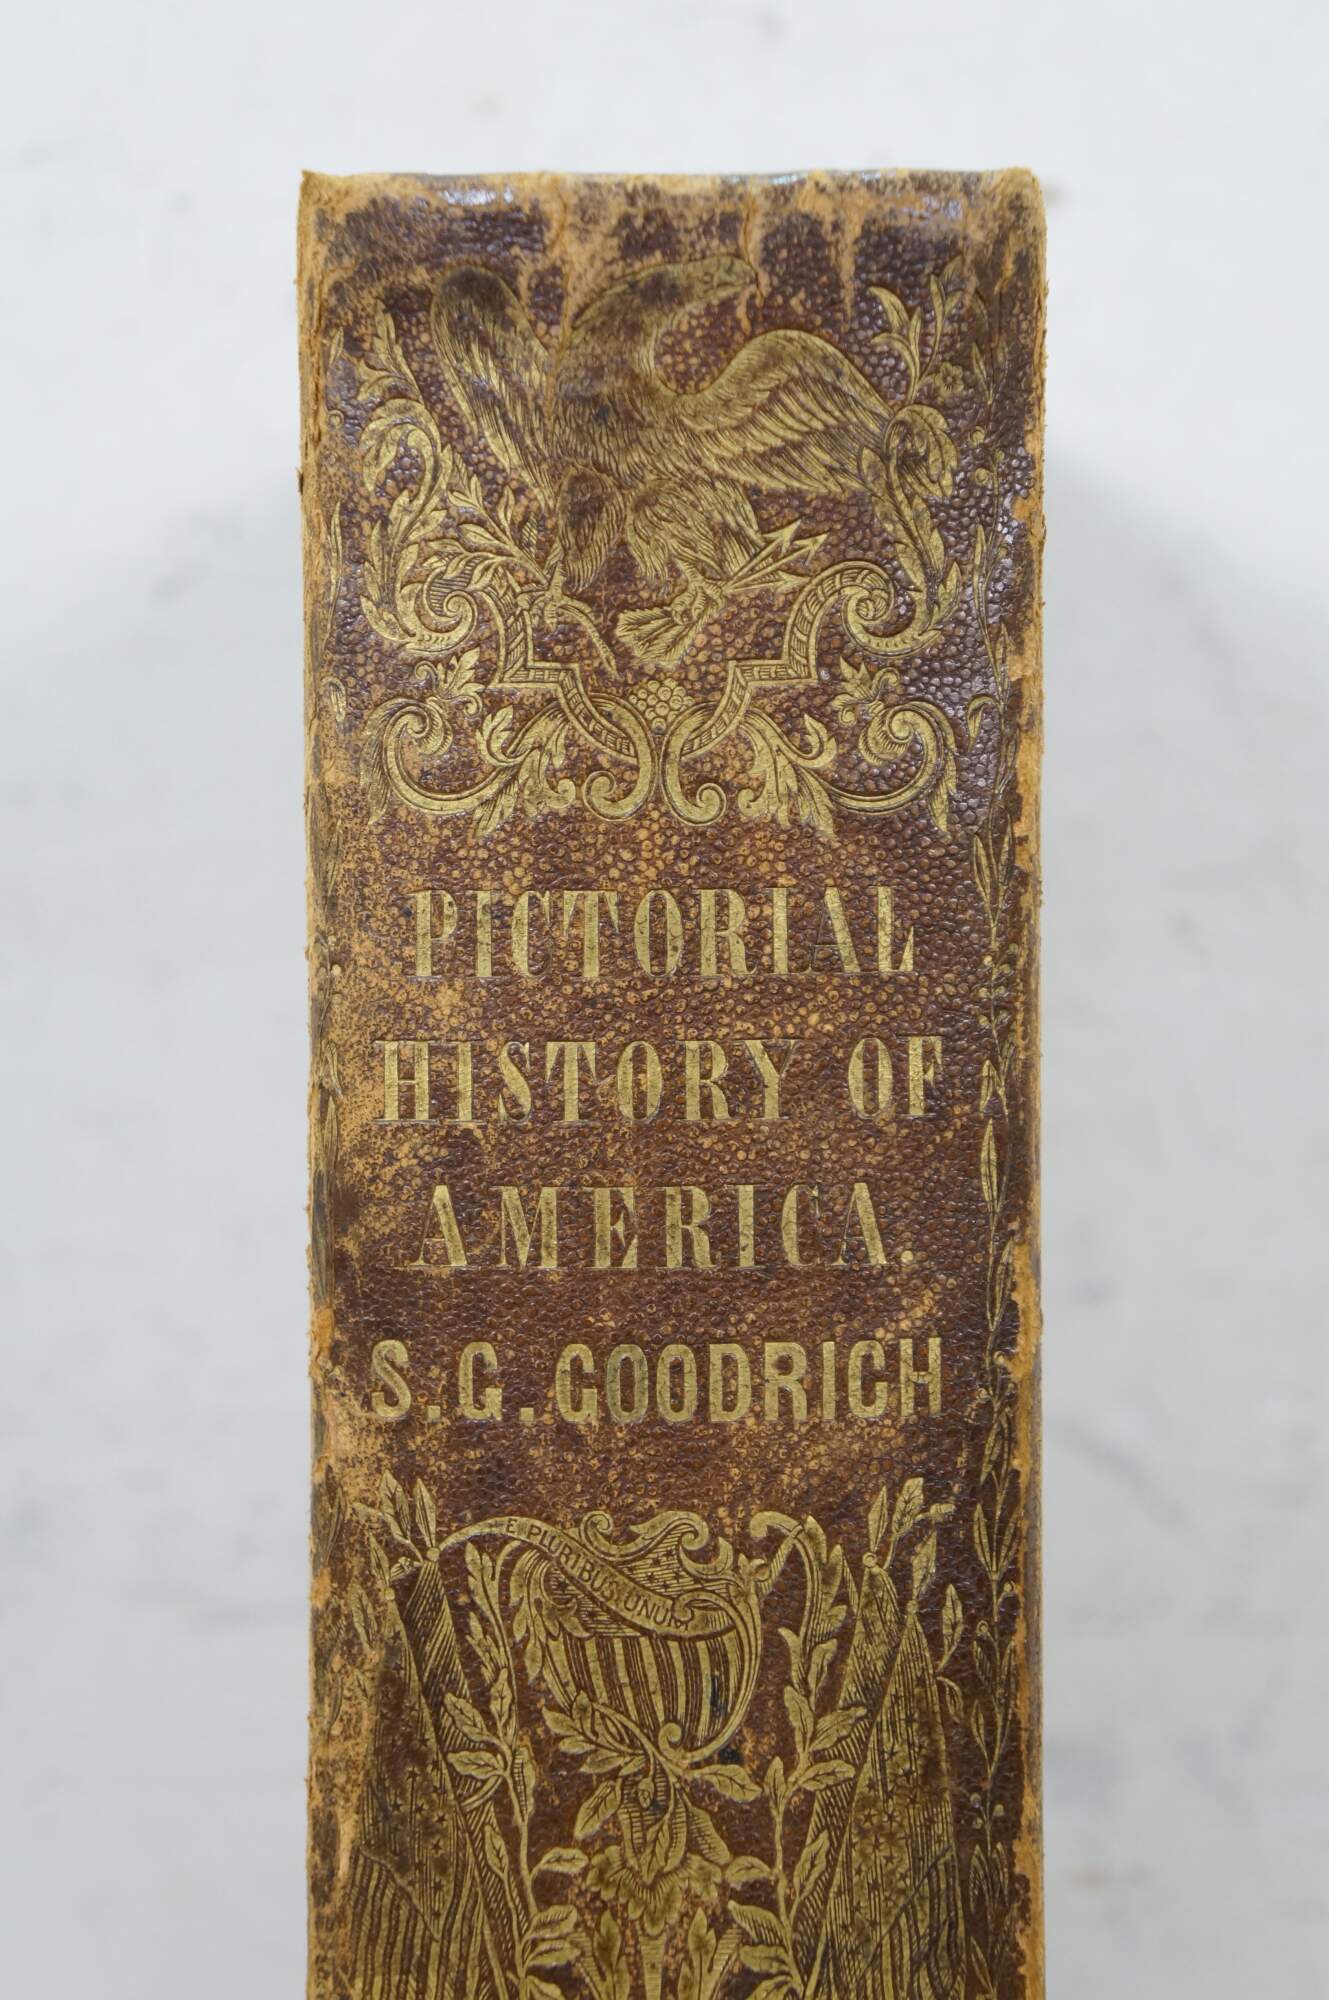 PICTORIAL
HISTORY OF
AMERICA.
S. G. GOODRICH
E PLURIBUS UNUM